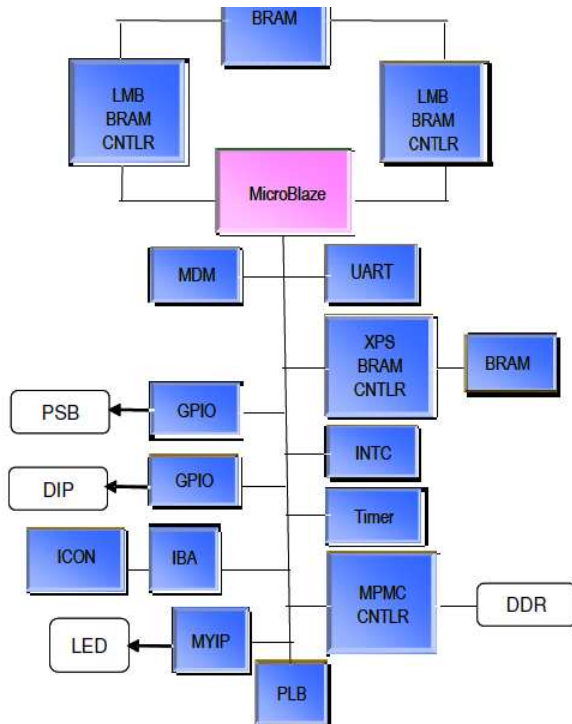 BRAM
LMB
BRAM
CNTLR
LMB
BRAM
CNTLR
MicroBlaze
MDM
UART
XPS
BRAM
CNTLR
BRAM
PSB
GPIO
DIP
GPIO
INTC
Timer
ICON
IBA
MPMC
CNTLR
DDR
LED
MYIP
PLB